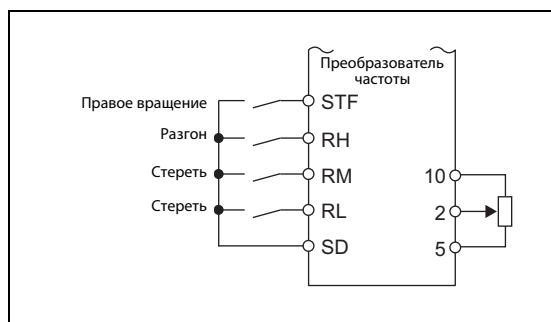 Преобразователь
частоты
Правое вращение
STF
Разгон
RH
Стереть
RM
10
Стереть
RL
2
SD
5